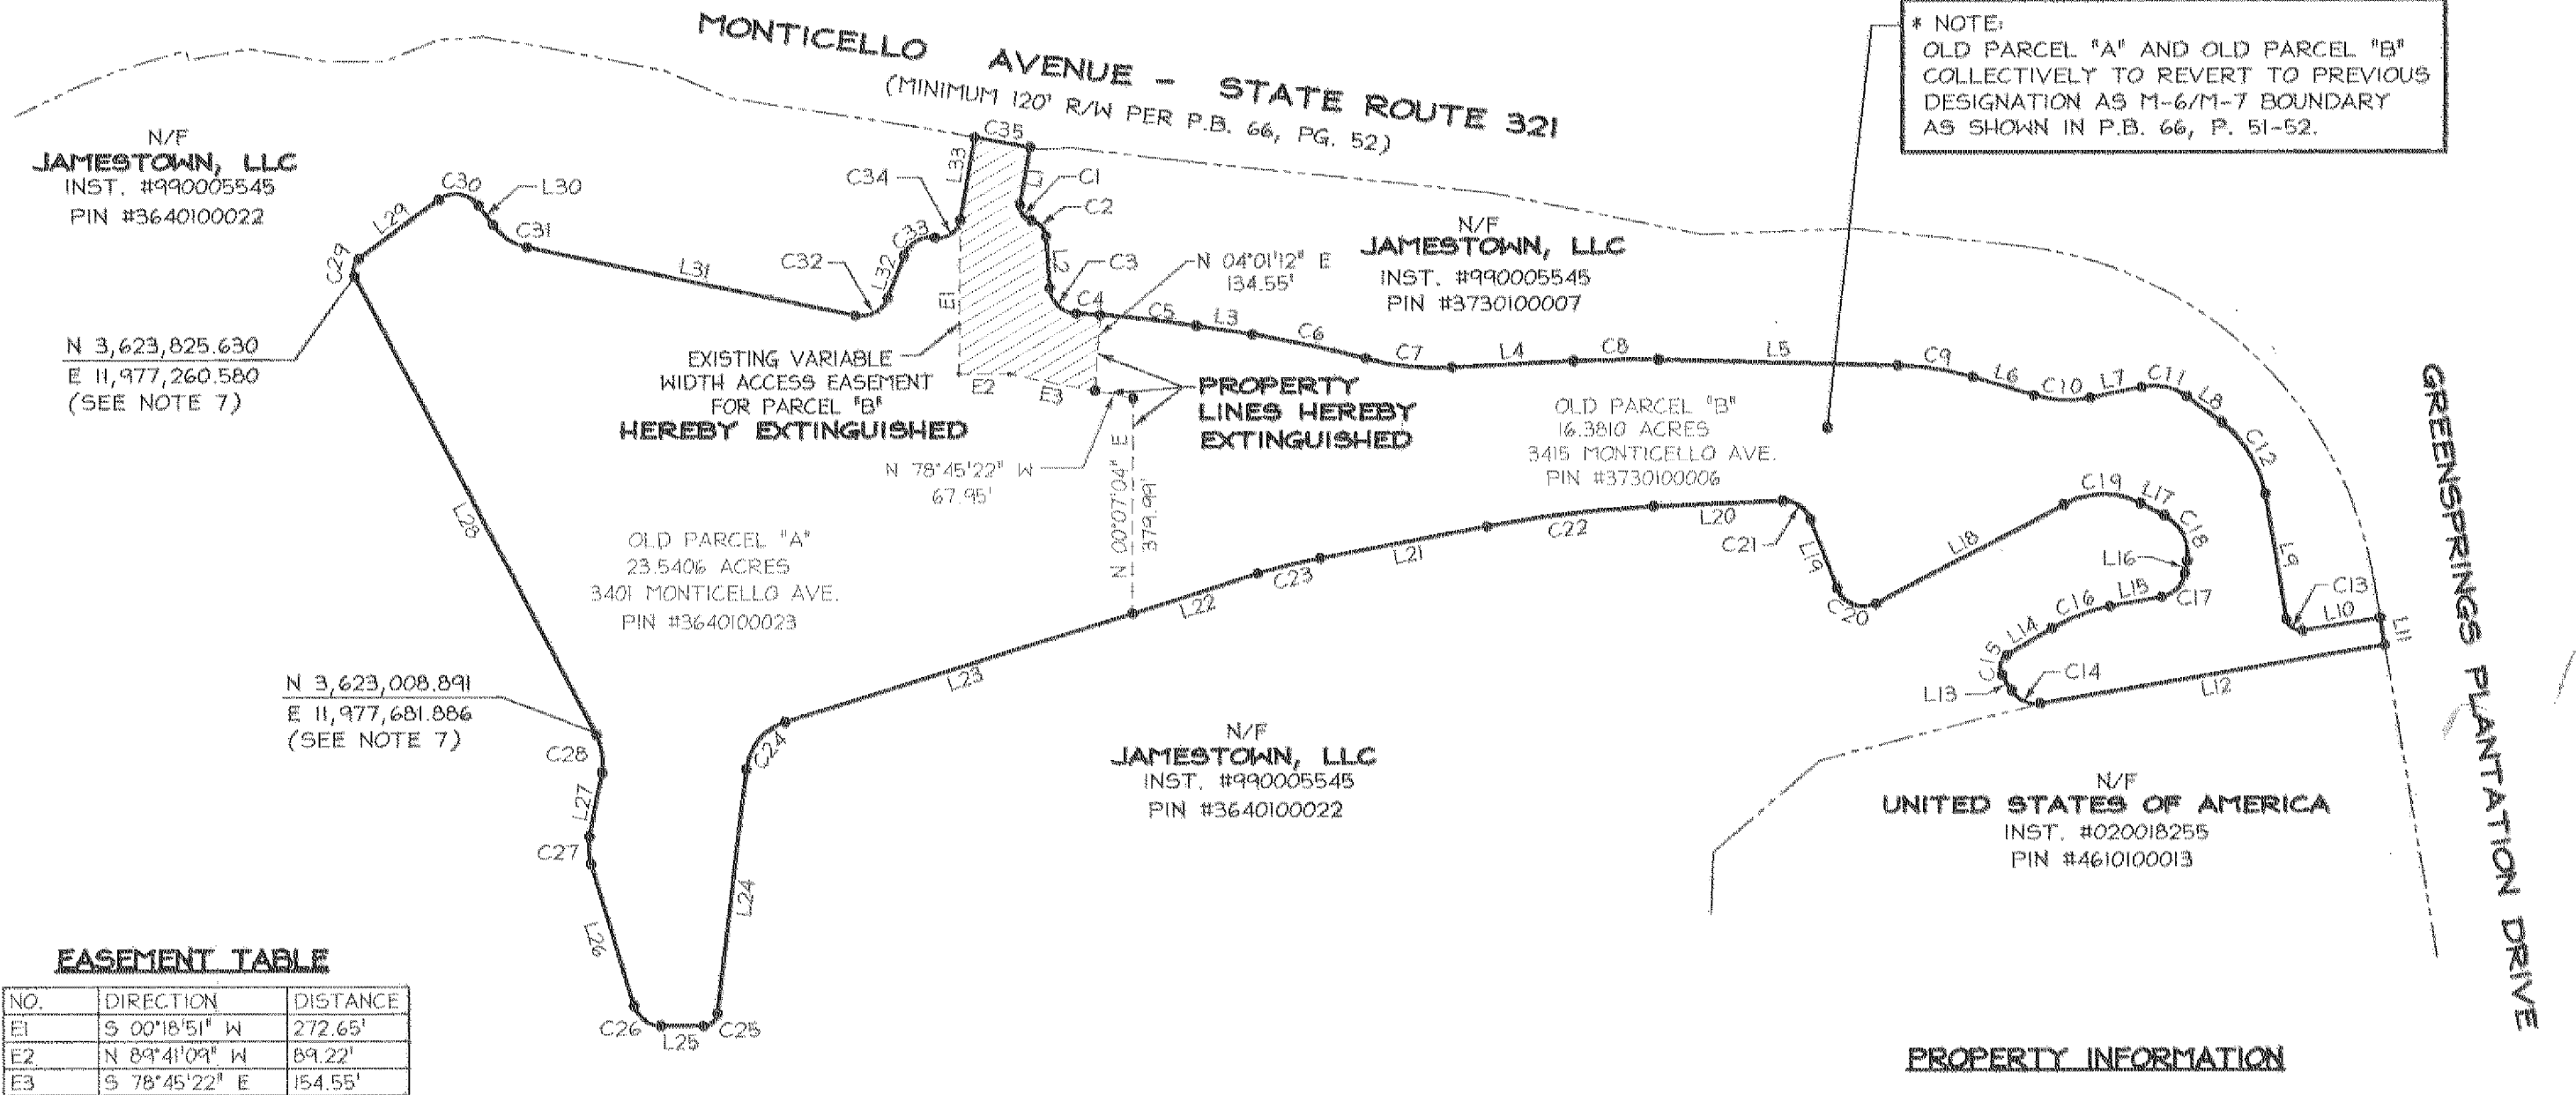 MONTICELLO AVENUE - STATE ROUTE 321
(MINIMUM 120' R/W PER P.B. 66, PG. 52)
* NOTE:
OLD PARCEL "A" AND OLD PARCEL "B"
COLLECTIVELY TO REVERT TO PREVIOUS
DESIGNATION AS M-6/M-7 BOUNDARY
AS SHOWN IN P.B. 66, P. 51-52.
N/F
JAMESTOWN, LLC
INST. #990005545
PIN #3640100022
C35
L33
C34
L1
C1
C2
C30
L30
L29
C31
C29
L31
C32
L32
C33
E1
L2
C3
C4
N 04°01'12" E
134.55'
N/F
JAMESTOWN, LLC
INST. #990005545
PIN #3730100007
C5
L3
C6
C7
L4
C8
L5
C9
L6
C10
L7
C11
L8
C12
N 3,623,825.630
E 11,977,260.580
(SEE NOTE 7)
EXISTING VARIABLE
WIDTH ACCESS EASEMENT
FOR PARCEL "B"
HEREBY EXTINGUISHED
E2
E3
PROPERTY
LINES HEREBY
EXTINGUISHED
N 78°45'22" W
67.95'
N 00°07'04" E
379.99'
OLD PARCEL "B"
16.3810 ACRES
3415 MONTICELLO AVE.
PIN #3730100006
GREENSPRINGS PLANTATION DRIVE
L28
OLD PARCEL "A"
23.5406 ACRES
3401 MONTICELLO AVE.
PIN #3640100023
L23
L22
C23
L21
C22
L20
C21
L19
C20
L18
C19
L17
C18
L16
C17
L15
C16
L14
C15
L13
C14
L12
L9
C13
L10
L11
N 3,623,008.891
E 11,977,681.886
(SEE NOTE 7)
C28
L27
C27
L26
C26
L25
C25
L24
C24
N/F
JAMESTOWN, LLC
INST. #990005545
PIN #3640100022
N/F
UNITED STATES OF AMERICA
INST. #020018255
PIN #4610100013
EASEMENT TABLE
NO. DIRECTION DISTANCE
E1 S 00°18'51" W 272.65'
E2 N 89°41'09" W 89.22'
E3 S 78°45'22" E 154.55'
PROPERTY INFORMATION